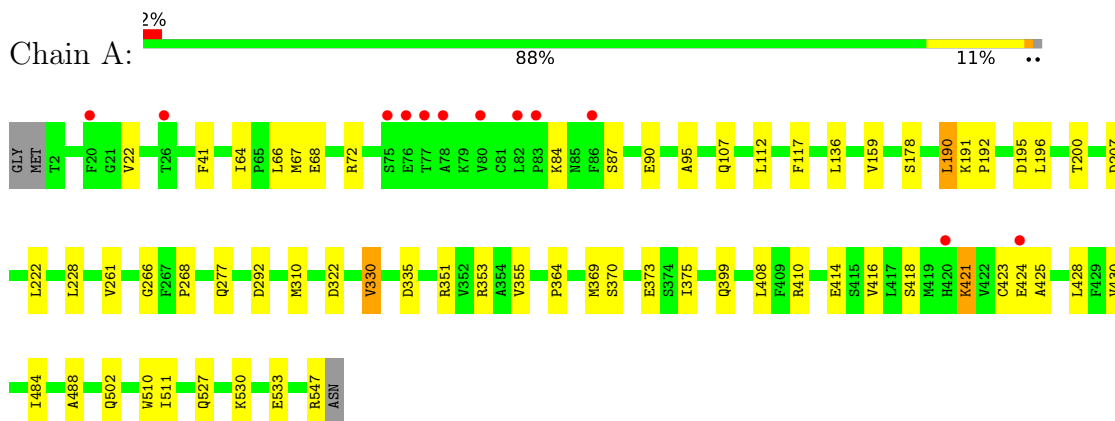 2%
Chain A:
88% 11% ••
GLY MET T2 F20 G21 V22 T26 F41 I64 P65 L66 M67 E68 R72 S75 E76 T77 A78 K79 V80 C81 L82 P83 K84 N85 F86 S87 E90 A95 Q107 L112 F117 L136 V159 S178 L190 K191 P192 D195 L196 T200
L222 L228 V261 G266 F267 P268 Q277 D292 M310 D322 V330 D335 R351 V352 R353 A354 V355 P364 M369 S370 E373 S374 I375 Q399 L408 F409 R410 E414 S415 V416 L417 S418 M419 H420 K421 V422 C423 E424 A425 L428 F429
I484 A488 Q502 W510 I511 Q527 K530 E533 R547 ASN